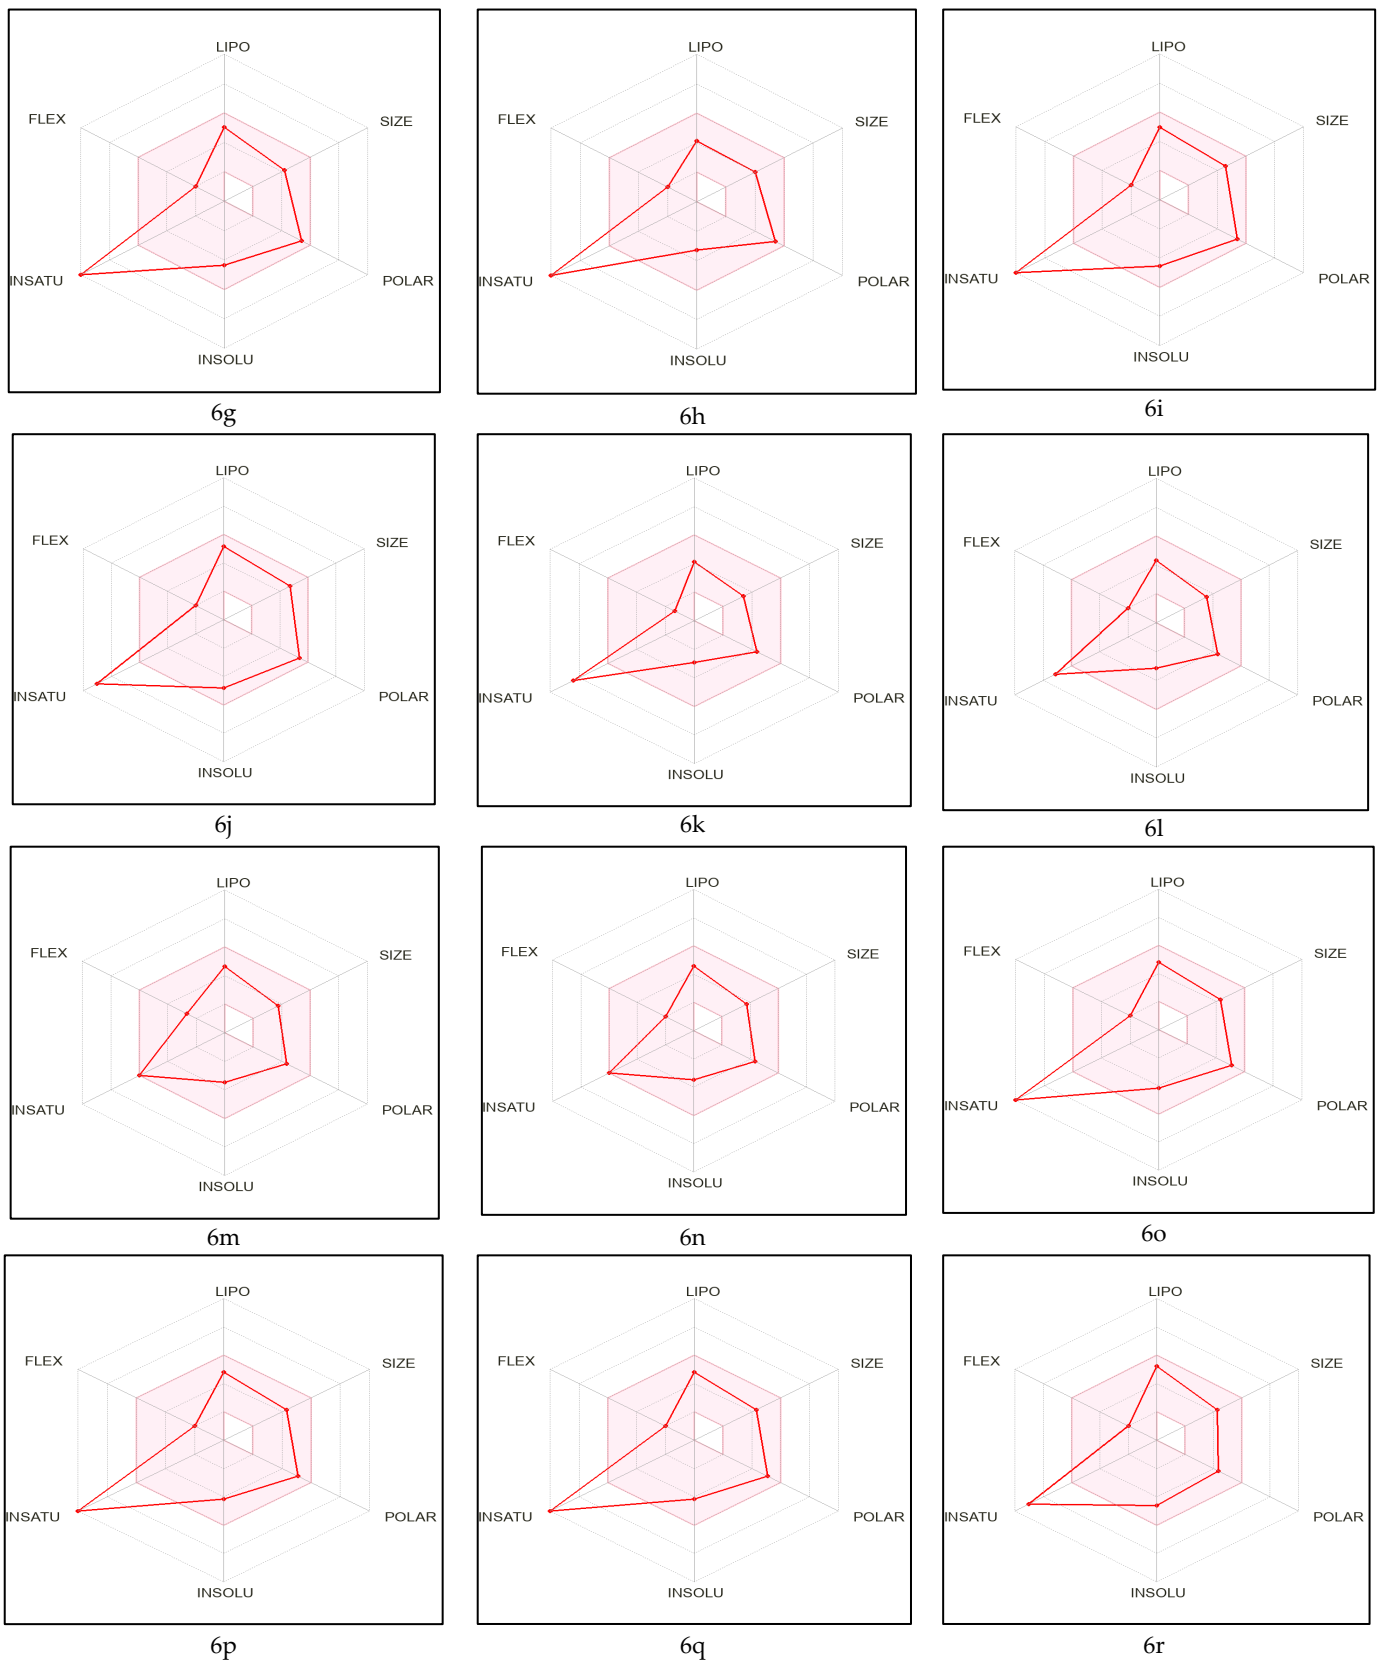 LIPO
FLEX
SIZE
INSATU
POLAR
INSOLU
6g
LIPO
FLEX
SIZE
INSATU
POLAR
INSOLU
6h
LIPO
FLEX
SIZE
INSATU
POLAR
INSOLU
6i
LIPO
FLEX
SIZE
INSATU
POLAR
INSOLU
6j
LIPO
FLEX
SIZE
INSATU
POLAR
INSOLU
6k
LIPO
FLEX
SIZE
INSATU
POLAR
INSOLU
6l
LIPO
FLEX
SIZE
INSATU
POLAR
INSOLU
6m
LIPO
FLEX
SIZE
INSATU
POLAR
INSOLU
6n
LIPO
FLEX
SIZE
INSATU
POLAR
INSOLU
6o
LIPO
FLEX
SIZE
INSATU
POLAR
INSOLU
6p
LIPO
FLEX
SIZE
INSATU
POLAR
INSOLU
6q
LIPO
FLEX
SIZE
INSATU
POLAR
INSOLU
6r